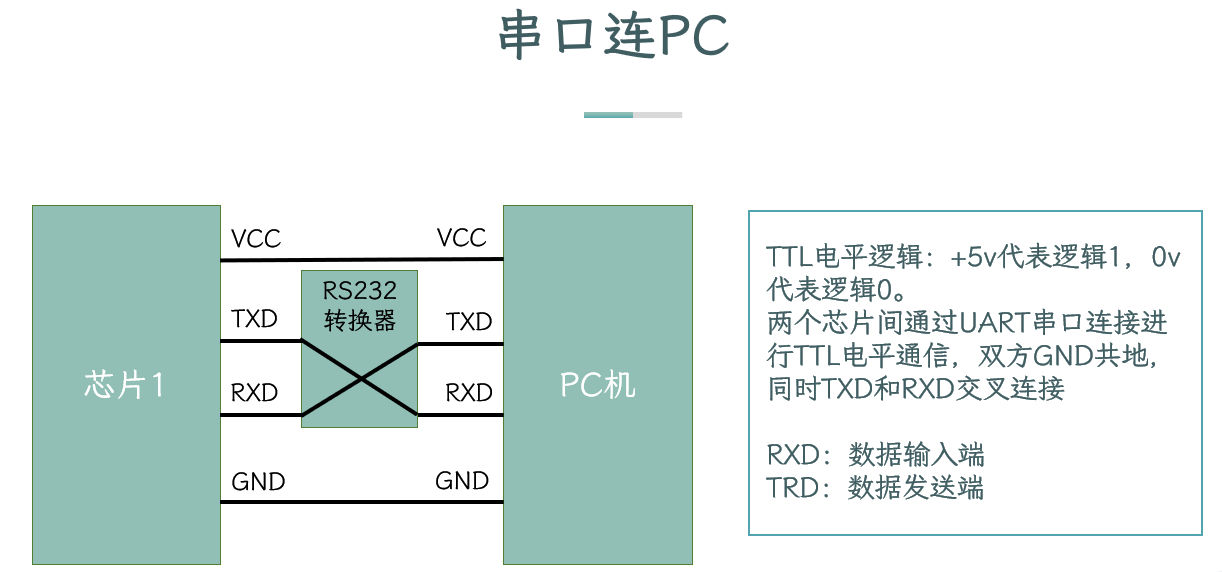 串口连PC
VCC
VCC
RS232
转换器
TXD
TXD
芯片1
PC机
RXD
RXD
GND
GND
TTL电平逻辑：+5v代表逻辑1，0v
代表逻辑0。
两个芯片间通过UART串口连接进
行TTL电平通信，双方GND共地，
同时TXD和RXD交叉连接
RXD：数据输入端
TRD：数据发送端